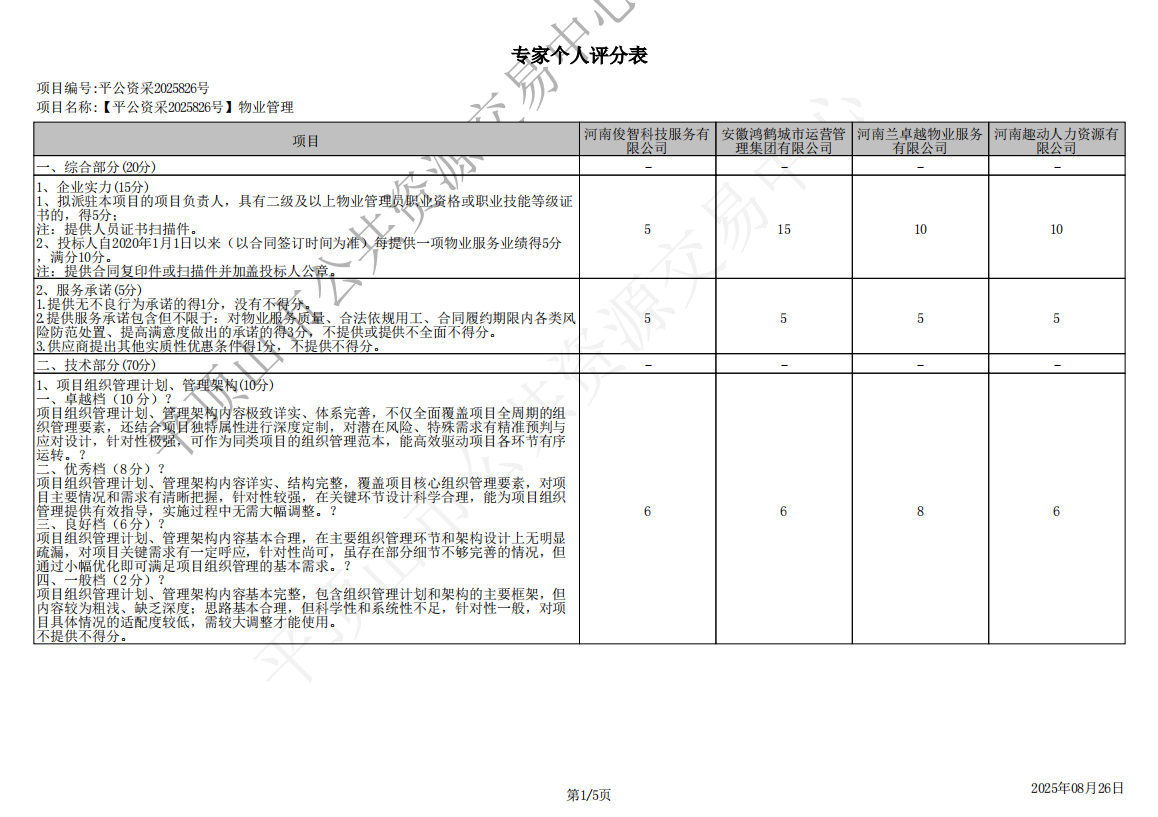 专家个人评分表
项目编号:平公资采2025826号
项目名称:【平公资采2025826号】物业管理
项目
河南俊智科技服务有
限公司
安徽鸿鹤城市运营管
理集团有限公司
河南兰卓越物业服务
有限公司
河南趣动人力资源有
限公司
一、综合部分(20分)
–
–
–
–
1、企业实力(15分)
1、拟派驻本项目的项目负责人，具有二级及以上物业管理员职业资格或职业技能等级证
书的，得5分；
注：提供人员证书扫描件。
2、投标人自2020年1月1日以来（以合同签订时间为准）每提供一项物业服务业绩得5分
，满分10分。
注：提供合同复印件或扫描件并加盖投标人公章。
5
15
10
10
2、服务承诺(5分)
1.提供无不良行为承诺的得1分，没有不得分。
2.提供服务承诺包含但不限于：对物业服务质量、合法依规用工、合同履约期限内各类风
险防范处置、提高满意度做出的承诺的得3分，不提供或提供不全面不得分。
3.供应商提出其他实质性优惠条件得1分，不提供不得分。
5
5
5
5
二、技术部分(70分)
–
–
–
–
1、项目组织管理计划、管理架构(10分)
一、卓越档（10 分）？
项目组织管理计划、管理架构内容极致详实、体系完善，不仅全面覆盖项目全周期的组
织管理要素，还结合项目独特属性进行深度定制，对潜在风险、特殊需求有精准预判与
应对设计，针对性极强，可作为同类项目的组织管理范本，能高效驱动项目各环节有序
运转。？
二、优秀档（8 分）？
项目组织管理计划、管理架构内容详实、结构完整，覆盖项目核心组织管理要素，对项
目主要情况和需求有清晰把握，针对性较强，在关键环节设计科学合理，能为项目组织
管理提供有效指导，实施过程中无需大幅调整。？
三、良好档（6 分）？
项目组织管理计划、管理架构内容基本合理，在主要组织管理环节和架构设计上无明显
疏漏，对项目关键需求有一定呼应，针对性尚可，虽存在部分细节不够完善的情况，但
通过小幅优化即可满足项目组织管理的基本需求。？
四、一般档（2 分）？
项目组织管理计划、管理架构内容基本完整，包含组织管理计划和架构的主要框架，但
内容较为粗浅、缺乏深度；思路基本合理，但科学性和系统性不足，针对性一般，对项
目具体情况的适配度较低，需较大调整才能使用。
不提供不得分。
6
6
8
6
平顶山市公共资源交易中心
平顶山市公共资源交易中心
第1/5页
2025年08月26日